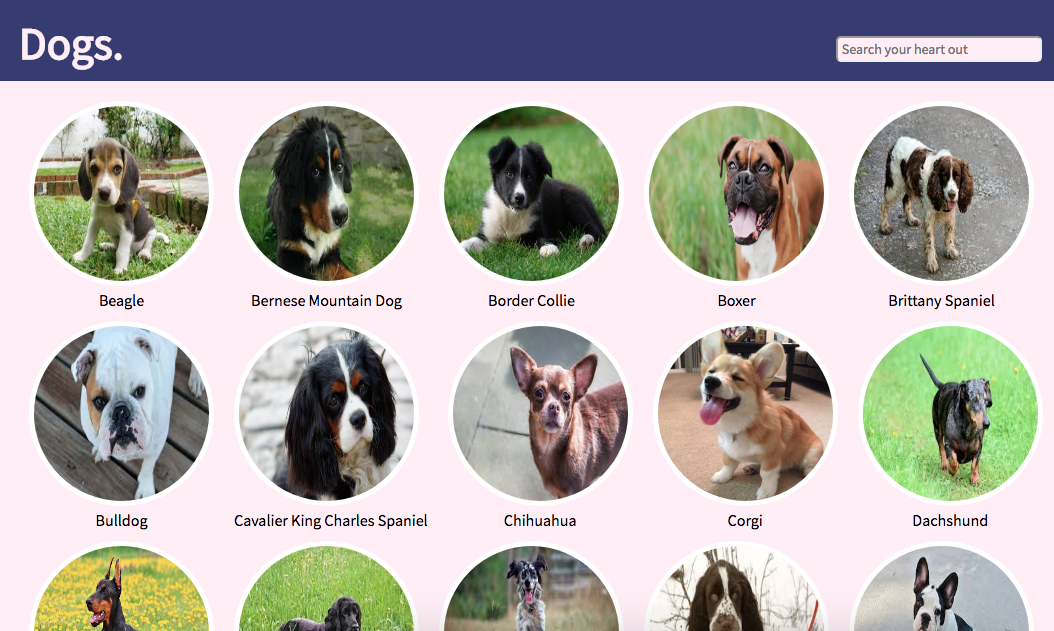 Dogs.
Search your heart out
Beagle
Bernese Mountain Dog
Border Collie
Boxer
Brittany Spaniel
Bulldog
Cavalier King Charles Spaniel
Chihuahua
Corgi
Dachshund